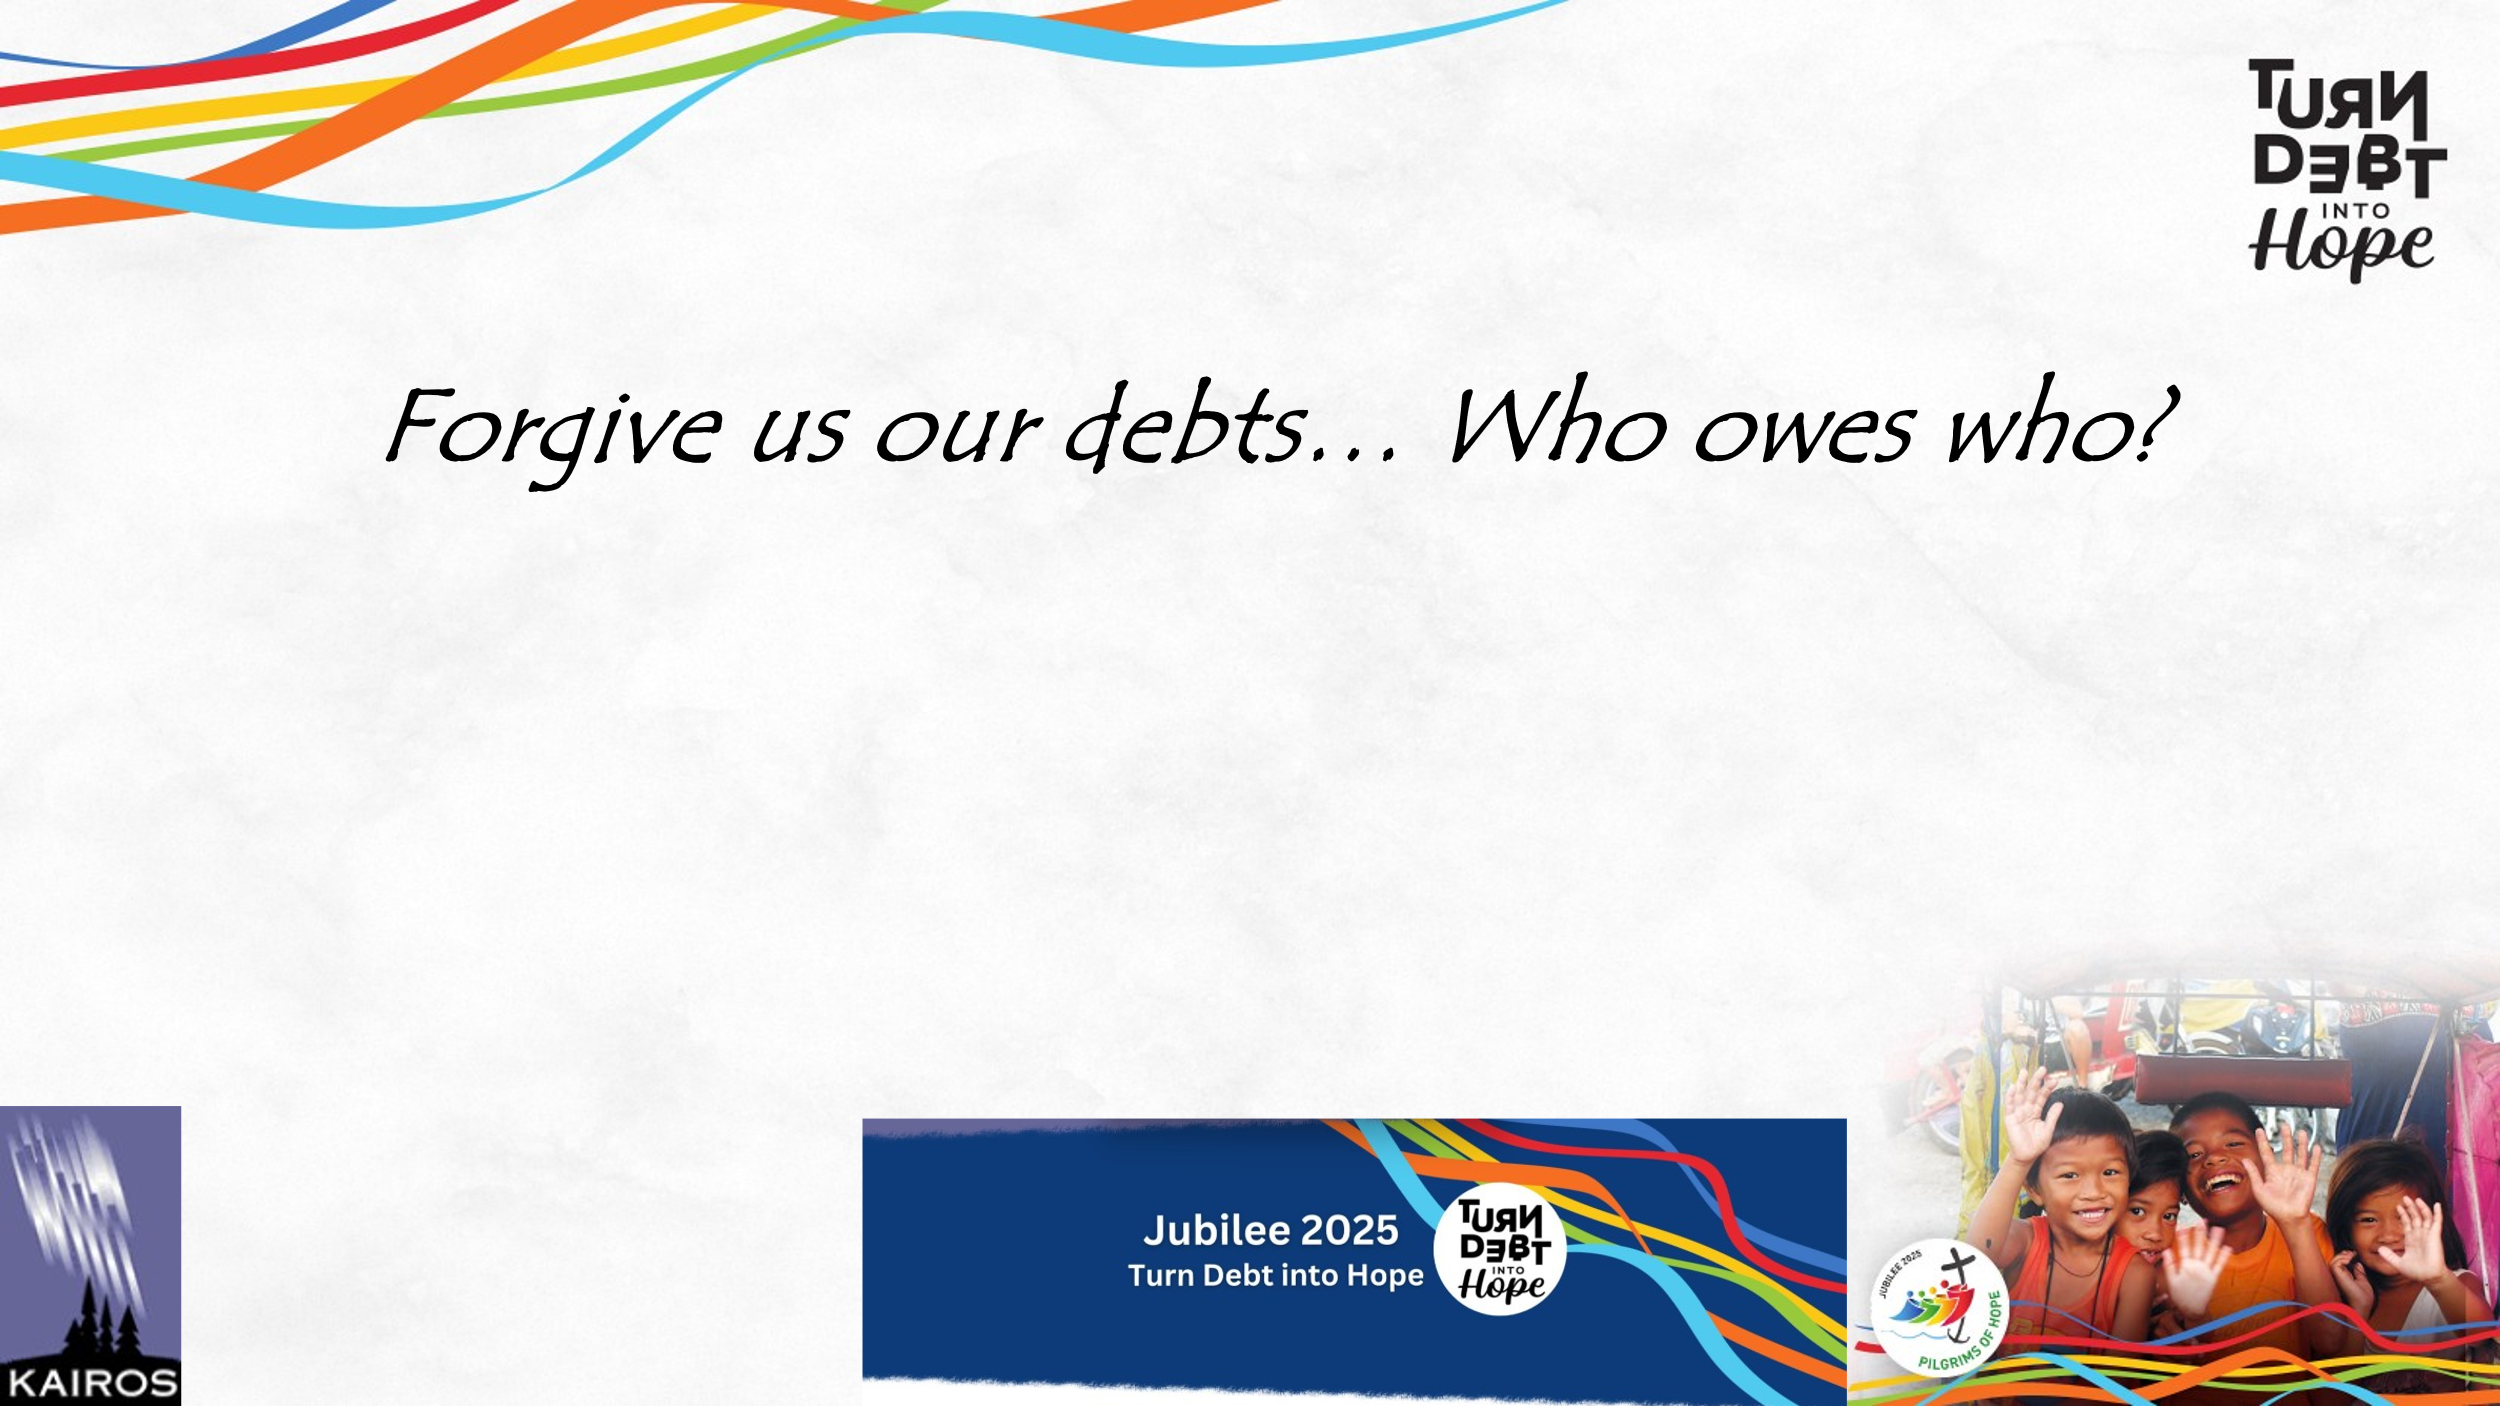 TURN
DEBT
INTO
Hope
Forgive us our debts... Who owes who?
KAIROS
Jubilee 2025
Turn Debt into Hope
TURN
DEBT
INTO
Hope
JUBILEE 2025
PILGRIMS OF HOPE